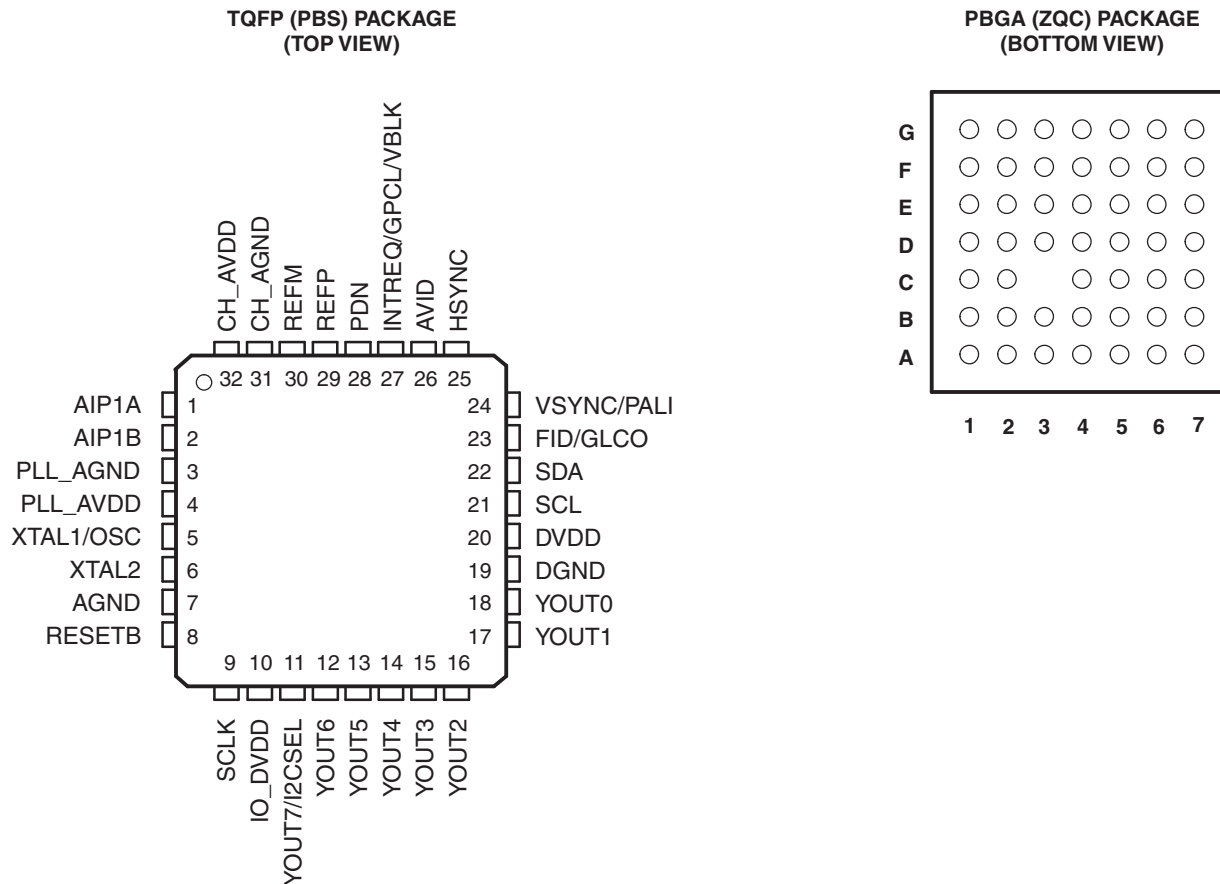 TQFP (PBS) PACKAGE
(TOP VIEW)
PBGA (ZQC) PACKAGE
(BOTTOM VIEW)
CH_AVDD
CH_AGND
REFM
REFP
PDN
INTREQ/GPCL/VBLK
AVID
HSYNC
32 31 30 29 28 27 26 25
AIP1A 1
AIP1B 2
PLL_AGND 3
PLL_AVDD 4
XTAL1/OSC 5
XTAL2 6
AGND 7
RESETB 8
24 VSYNC/PALI
23 FID/GLCO
22 SDA
21 SCL
20 DVDD
19 DGND
18 YOUT0
17 YOUT1
9 10 11 12 13 14 15 16
SCLK
IO_DVDD
YOUT7/I2CSEL
YOUT6
YOUT5
YOUT4
YOUT3
YOUT2
G
F
E
D
C
B
A
1 2 3 4 5 6 7